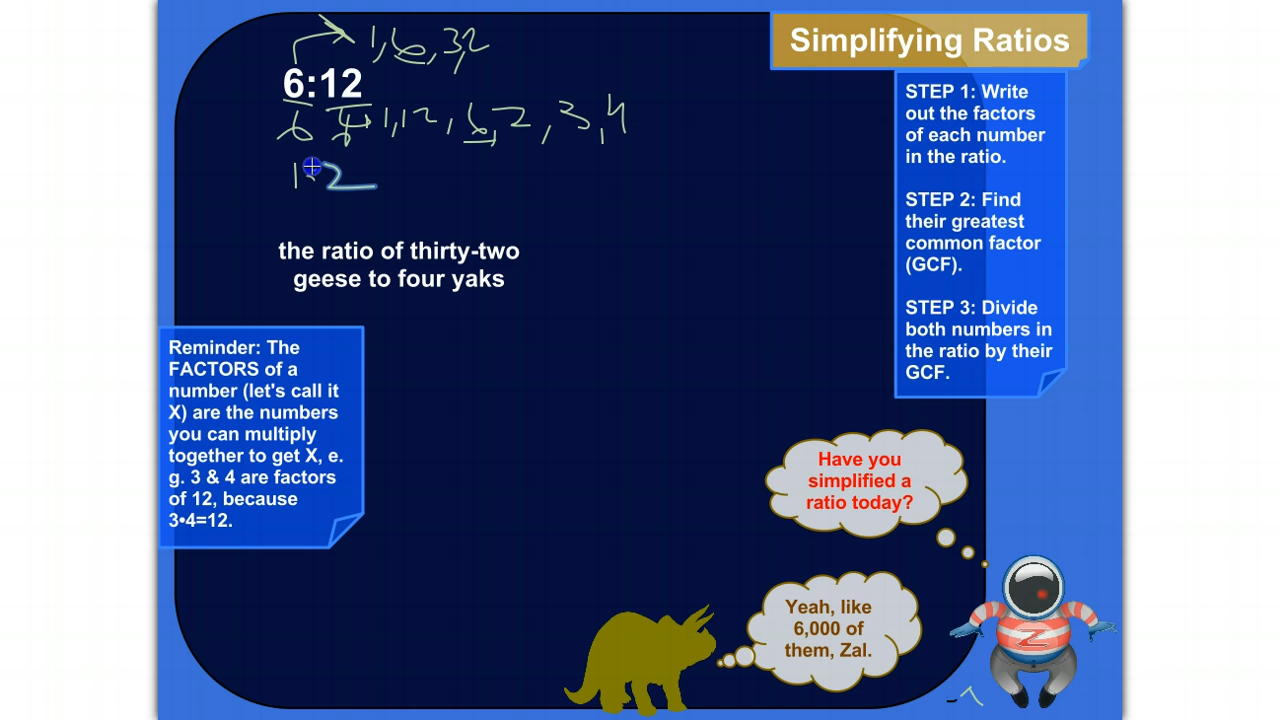 Simplifying Ratios
1, 6, 3, 2
6:12
6 6 1, 12, 6, 2, 3, 4
1:2
STEP 1: Write
out the factors
of each number
in the ratio.
STEP 2: Find
their greatest
common factor
(GCF).
STEP 3: Divide
both numbers in
the ratio by their
GCF.
the ratio of thirty-two
geese to four yaks
Reminder: The
FACTORS of a
number (let's call it
X) are the numbers
you can multiply
together to get X, e.
g. 3 & 4 are factors
of 12, because
3•4=12.
Have you
simplified a
ratio today?
Yeah, like
6,000 of
them, Zal.
Z